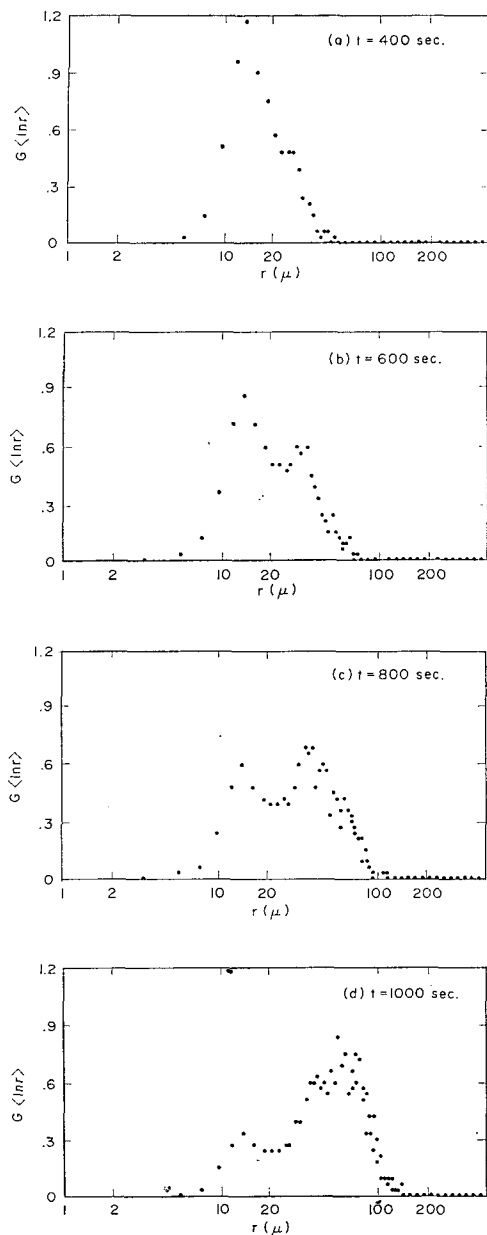 1.2
(a) t = 400 sec.
.9
G ⟨lnr⟩
.6
.3
0
1 2 10 20 100 200
r (μ)
1.2
(b) t = 600 sec.
.9
G ⟨lnr⟩
.6
.3
0
1 2 10 20 100 200
r (μ)
1.2
(c) t = 800 sec.
.9
G ⟨lnr⟩
.6
.3
0
1 2 10 20 100 200
r (μ)
1.2
(d) t=1000 sec.
.9
G ⟨lnr⟩
.6
.3
0
1 2 10 20 100 200
r (μ)